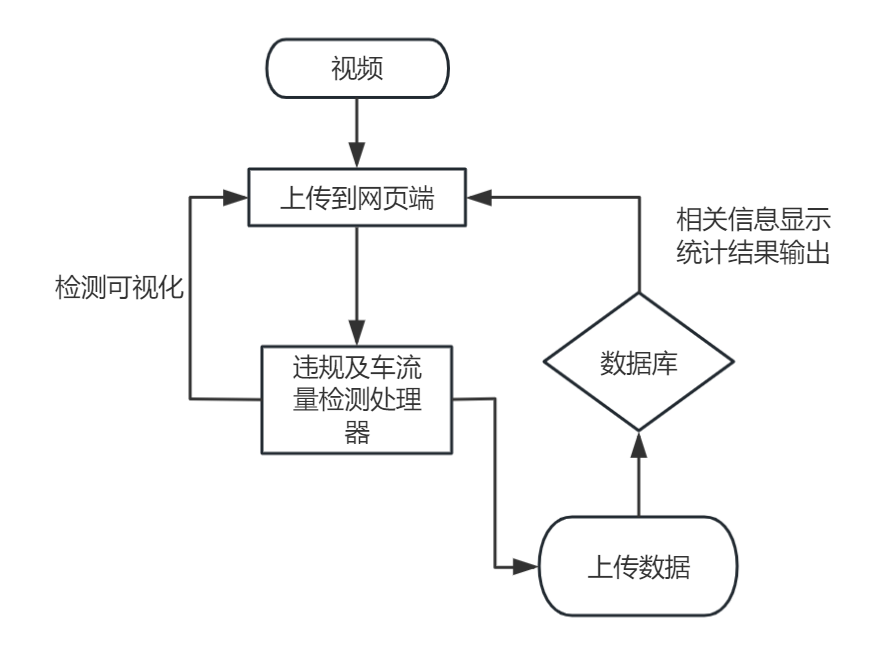 视频
上传到网页端
相关信息显示
统计结果输出
检测可视化
违规及车流
量检测处理
器
数据库
上传数据